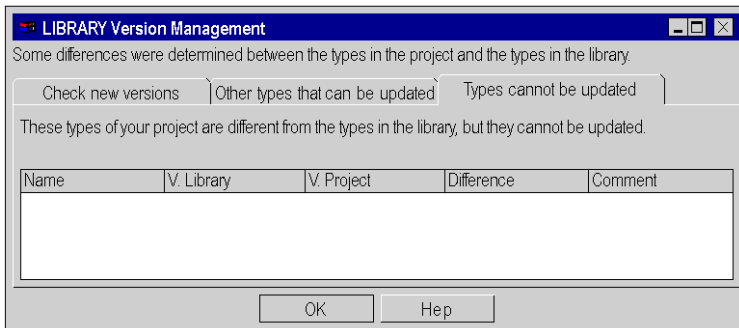 LIBRARY Version Management
Some differences were determined between the types in the project and the types in the library.
Check new versions Other types that can be updated Types cannot be updated
These types of your project are different from the types in the library, but they cannot be updated.
Name V. Library V. Project Difference Comment
OK Hep